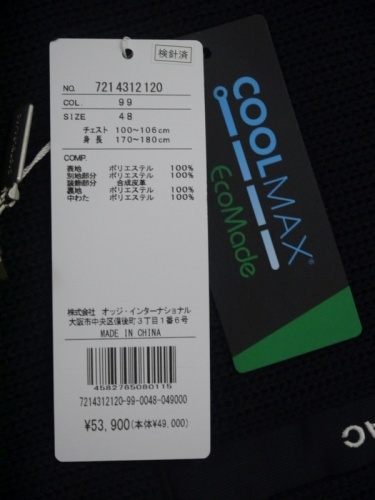 検針済
NO. 7214312120
COL. 99
SIZE 48
チェスト 100～106cm
身 長 170～180cm
COMP.
表地 ポリエステル 100%
別地部分 ポリエステル 100%
装飾部分 合成皮革
裏地 ポリエステル 100%
中わた ポリエステル 100%
株式会社 オッジ・インターナショナル
大阪市中央区備後町3丁目1番6号
MADE IN CHINA
4582765080115
7214312120-99-0048-049000
¥53,900(本体¥49,000)
COOLMAX®
EcoMade